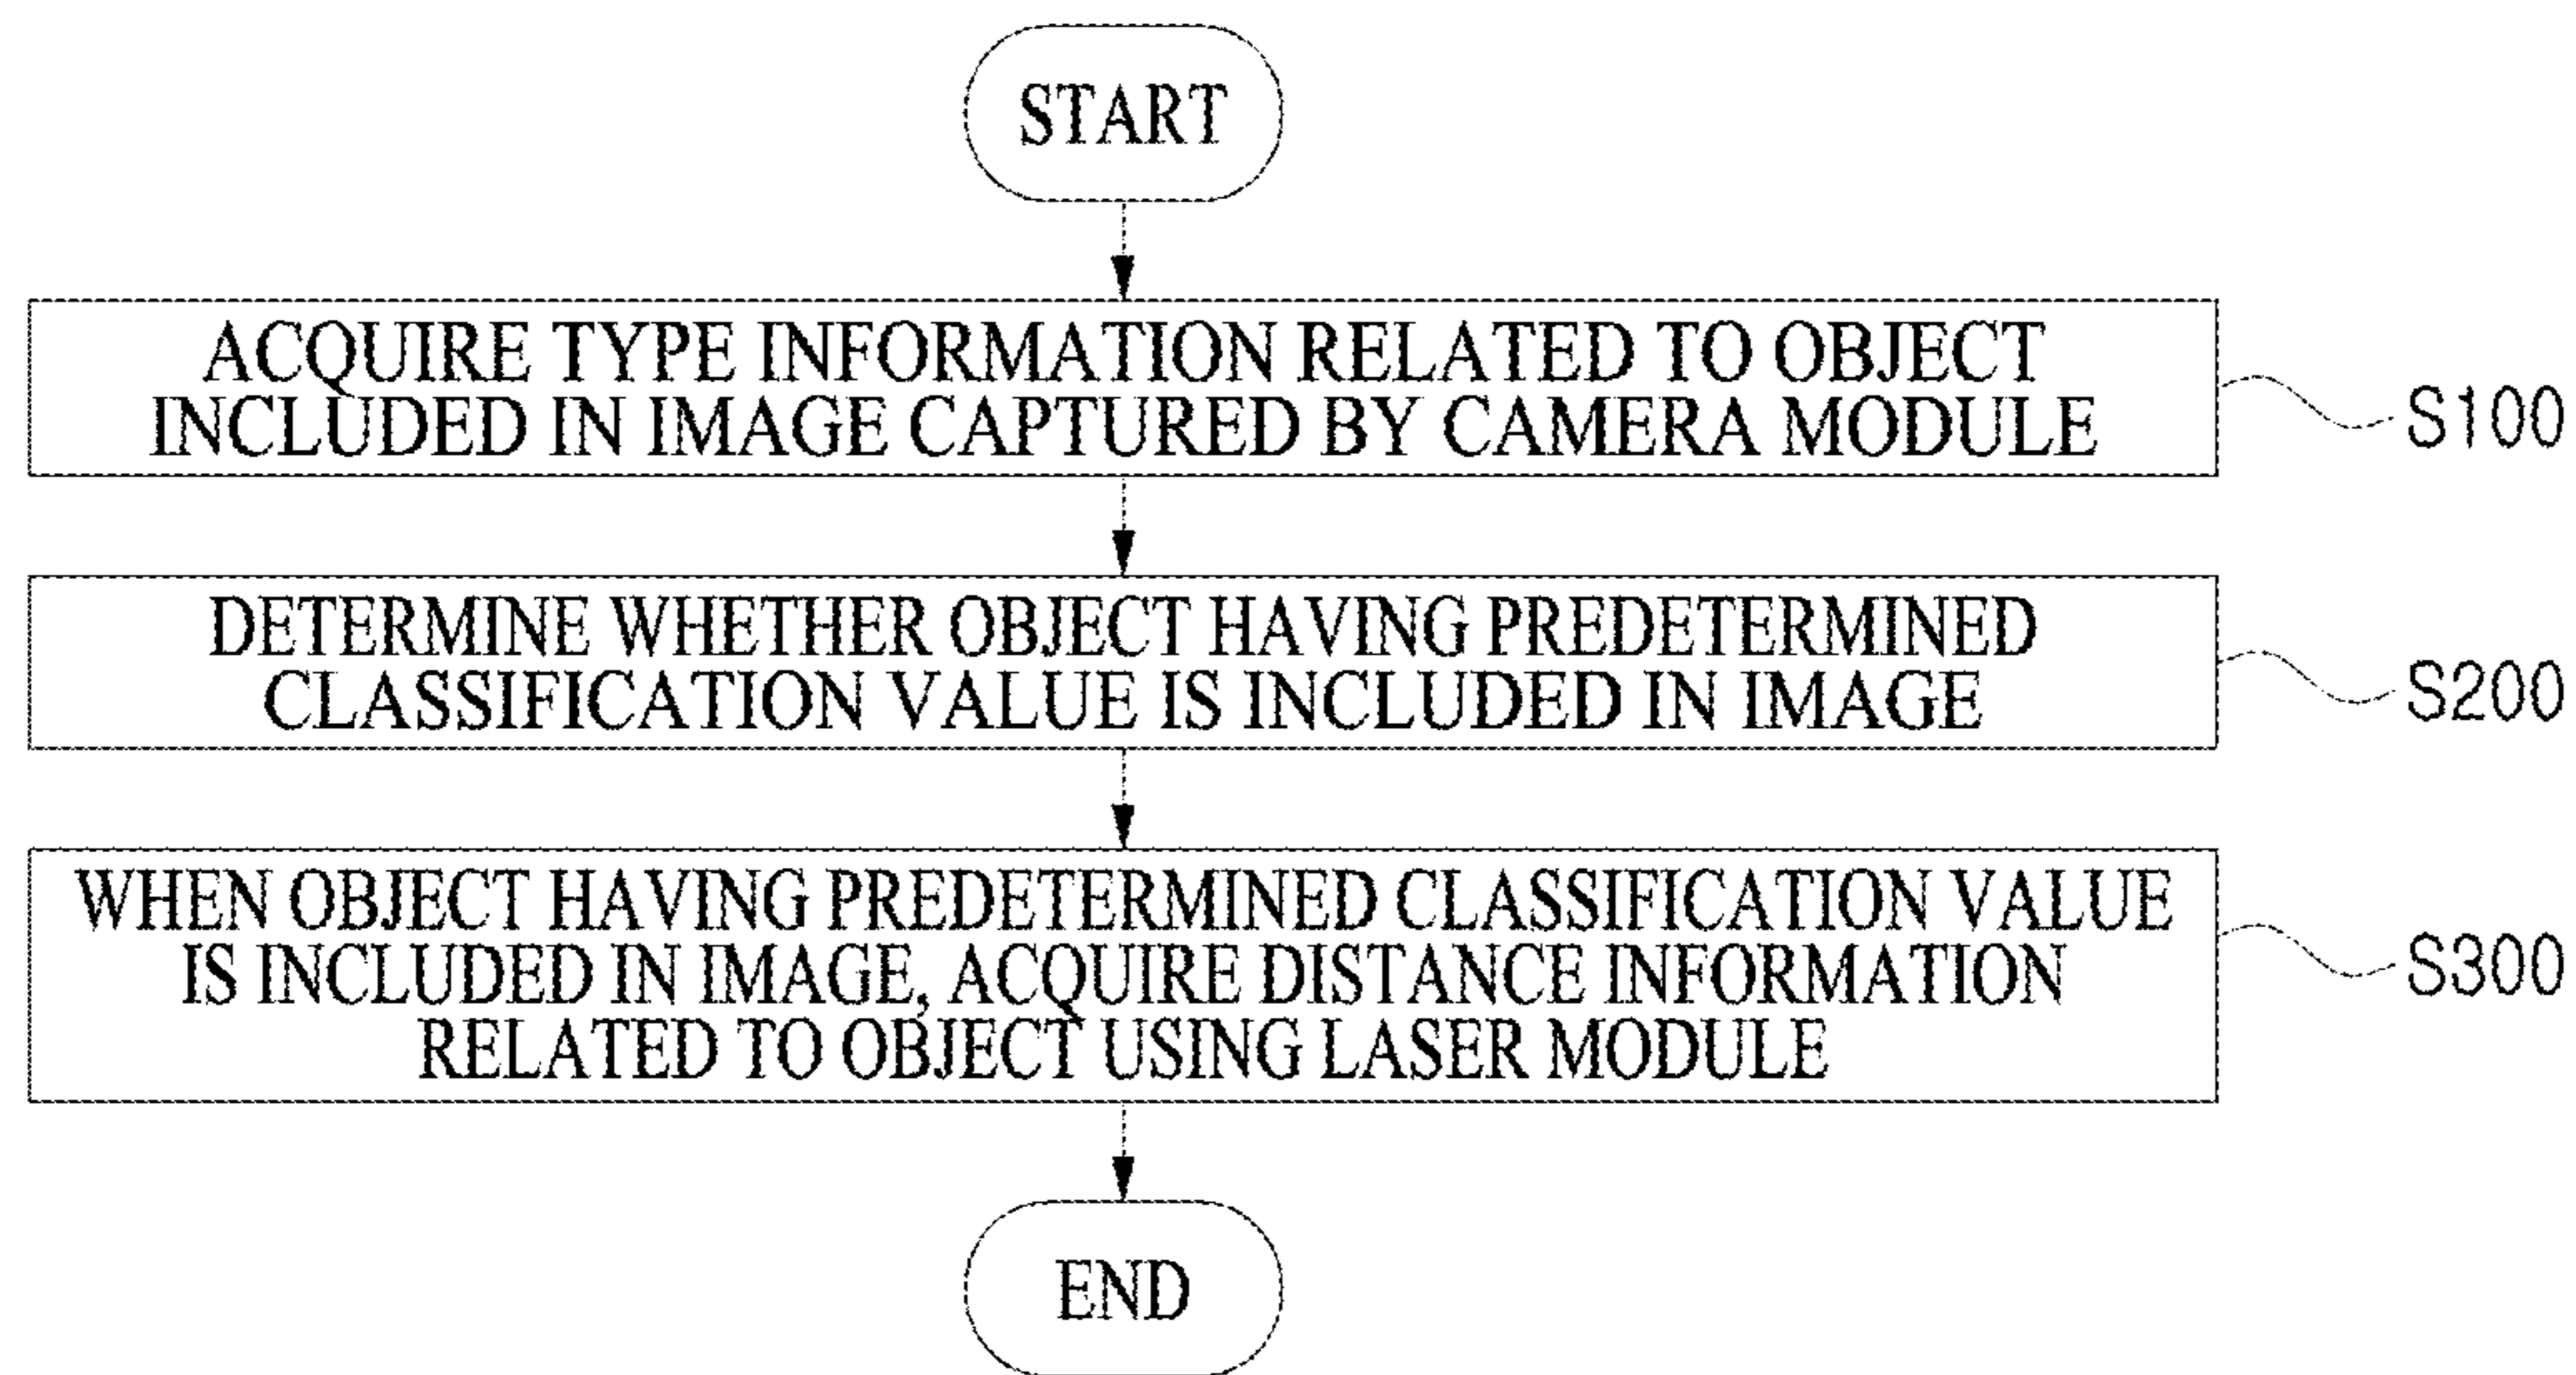 START
ACQUIRE TYPE INFORMATION RELATED TO OBJECT
INCLUDED IN IMAGE CAPTURED BY CAMERA MODULE
S100
DETERMINE WHETHER OBJECT HAVING PREDETERMINED
CLASSIFICATION VALUE IS INCLUDED IN IMAGE
S200
WHEN OBJECT HAVING PREDETERMINED CLASSIFICATION VALUE
IS INCLUDED IN IMAGE, ACQUIRE DISTANCE INFORMATION
RELATED TO OBJECT USING LASER MODULE
S300
END